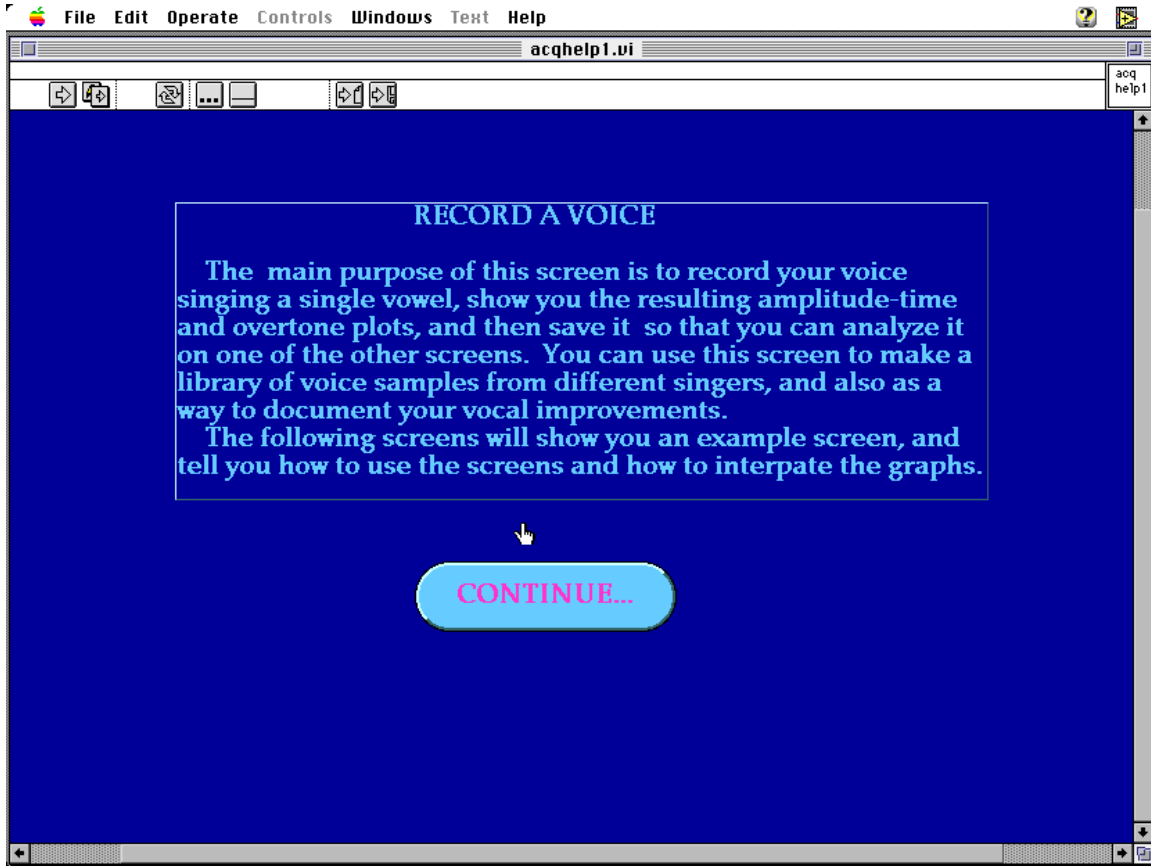 File Edit Operate Controls Windows Text Help
acqhelp1.vi
acq
help1
RECORD A VOICE
The main purpose of this screen is to record your voice
singing a single vowel, show you the resulting amplitude-time
and overtone plots, and then save it so that you can analyze it
on one of the other screens. You can use this screen to make a
library of voice samples from different singers, and also as a
way to document your vocal improvements.
The following screens will show you an example screen, and
tell you how to use the screens and how to interpate the graphs.
CONTINUE...